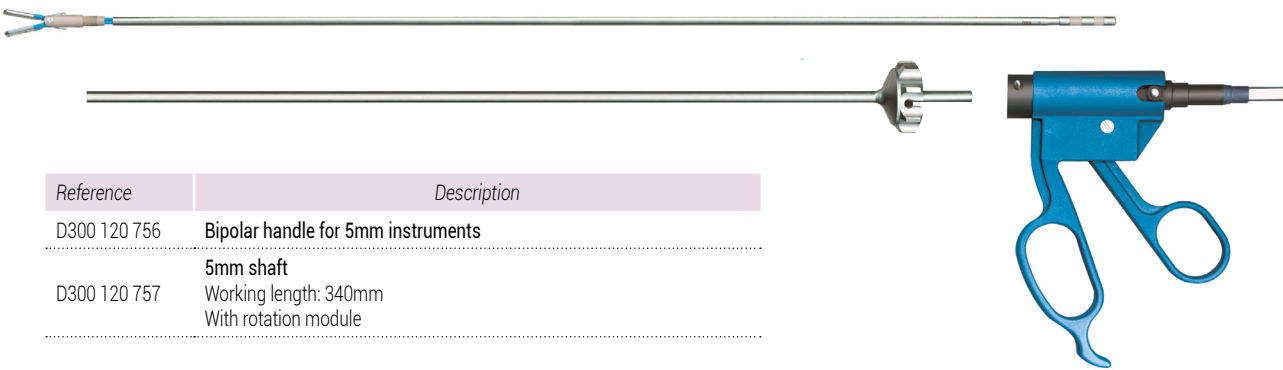 Reference Description
D300 120 756 Bipolar handle for 5mm instruments
5mm shaft
D300 120 757 Working length: 340mm
With rotation module